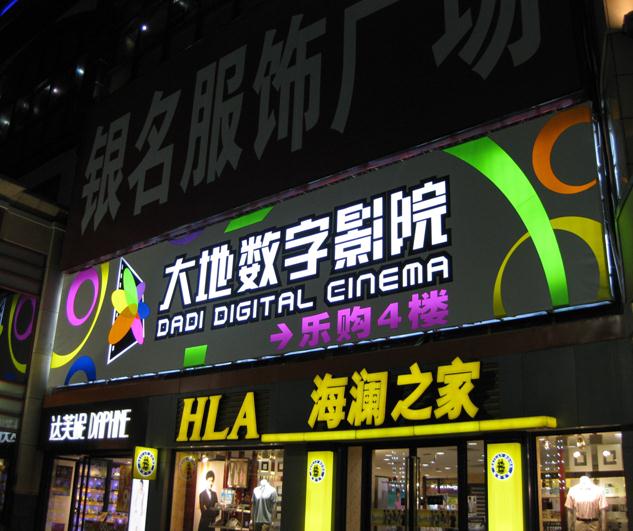 银名服饰广场
大地数字影院
DADI DIGITAL CINEMA
→乐购4楼
达芙妮 DAPHNE
HLA 海澜之家